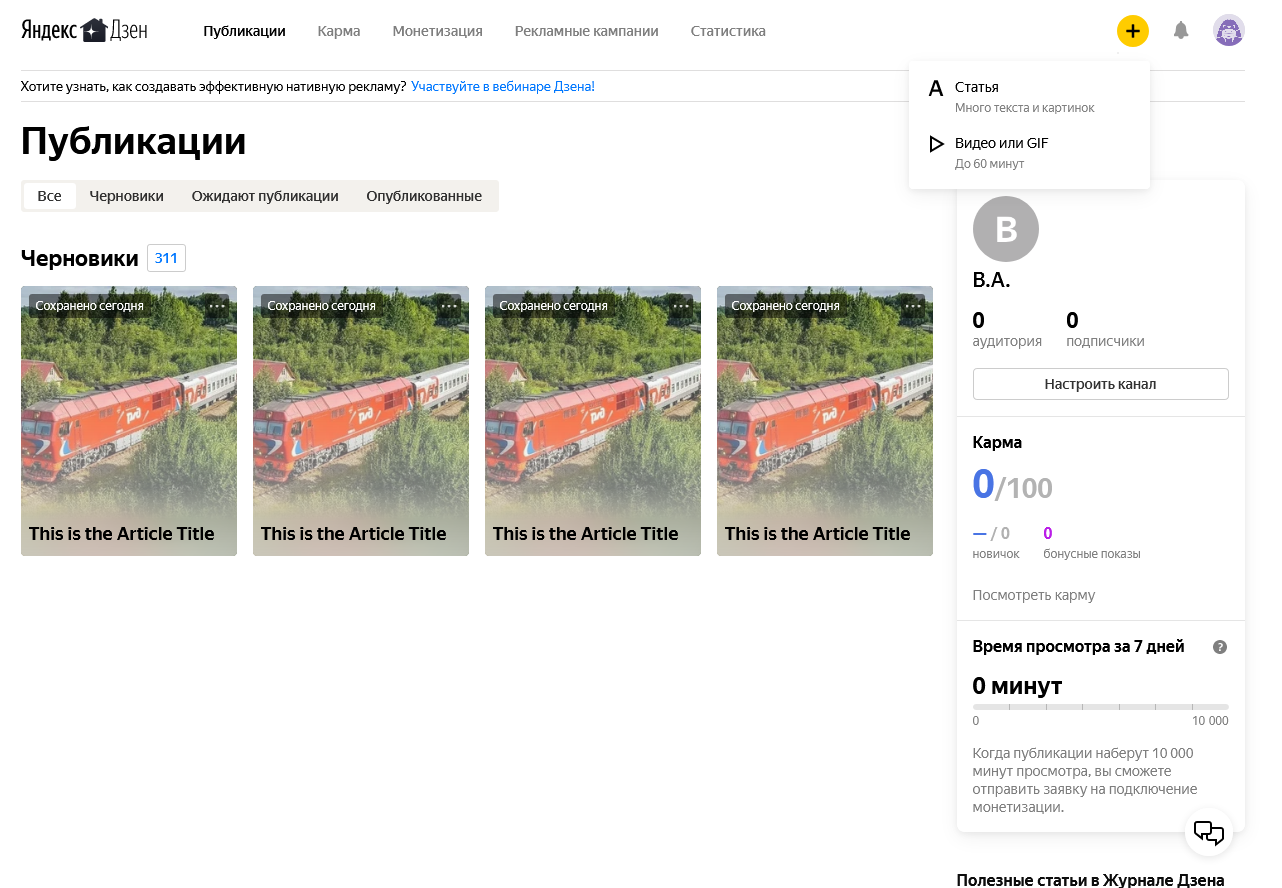 Яндекс Дзен
Публикации
Карма
Монетизация
Рекламные кампании
Статистика
Хотите узнать, как создавать эффективную нативную рекламу? Участвуйте в вебинаре Дзена!
Статья
Много текста и картинок
Видео или GIF
До 60 минут
Публикации
Все
Черновики
Ожидают публикации
Опубликованные
Черновики 311
Сохранено сегодня
РЖД
This is the Article Title
Сохранено сегодня
РЖД
This is the Article Title
Сохранено сегодня
РЖД
This is the Article Title
Сохранено сегодня
РЖД
This is the Article Title
В
В.А.
0
аудитория
0
подписчики
Настроить канал
Карма
0/100
— / 0
новичок
0
бонусные показы
Посмотреть карму
Время просмотра за 7 дней ?
0 минут
0
10 000
Когда публикации наберут 10 000
минут просмотра, вы сможете
отправить заявку на подключение
монетизации.
Полезные статьи в Журнале Дзена